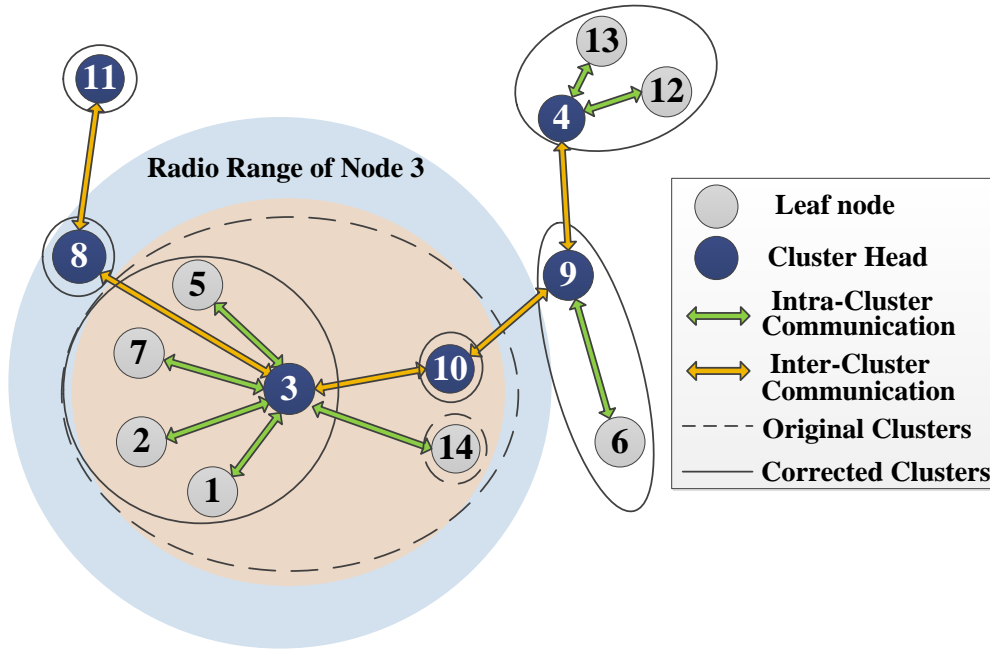 13
11
12
4
Radio Range of Node 3
8
9
5
7
10
3
2
14
6
1
Leaf node
Cluster Head
Intra-Cluster
Communication
Inter-Cluster
Communication
Original Clusters
Corrected Clusters